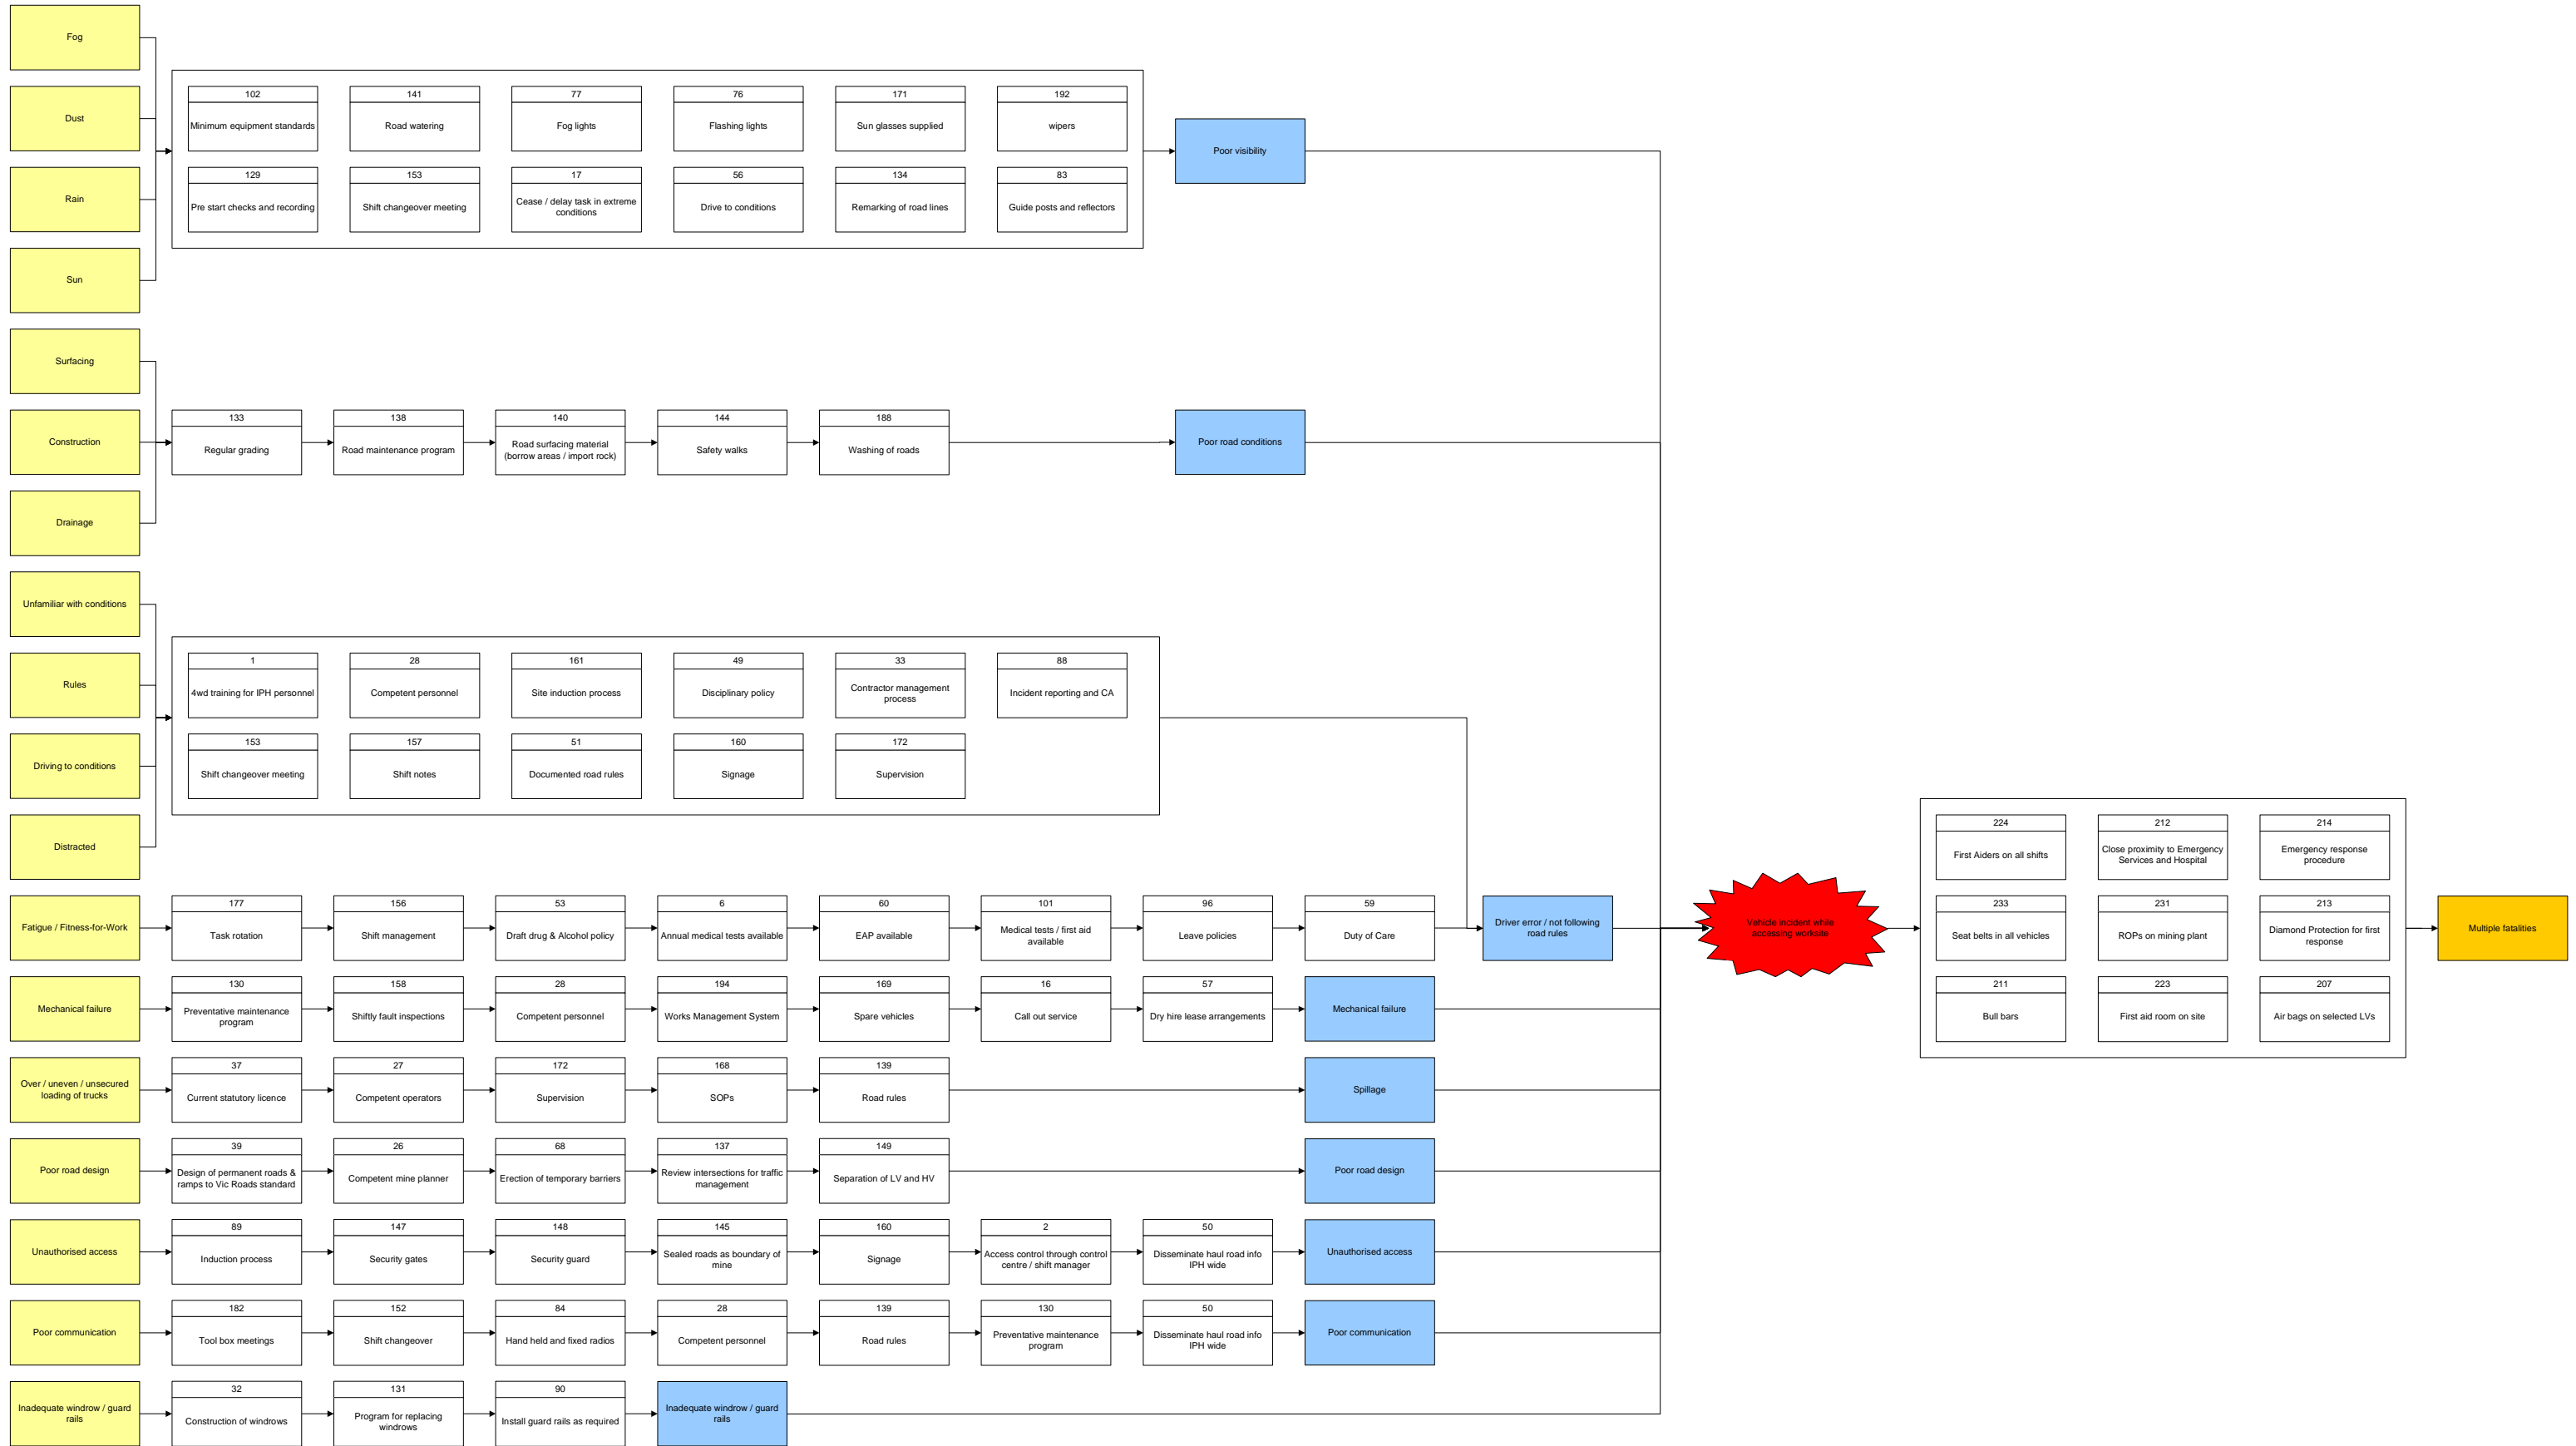 Fog
Dust
Rain
Sun
102
Minimum equipment standards
141
Road watering
77
Fog lights
76
Flashing lights
171
Sun glasses supplied
192
wipers
129
Pre start checks and recording
153
Shift changeover meeting
17
Cease / delay task in extreme
conditions
56
Drive to conditions
134
Remarking of road lines
83
Guide posts and reflectors
Poor visibility
Surfacing
Construction
Drainage
133
Regular grading
138
Road maintenance program
140
Road surfacing material
(borrow areas / import rock)
144
Safety walks
188
Washing of roads
Poor road conditions
Unfamiliar with conditions
Rules
Driving to conditions
Distracted
1
4wd training for IPH personnel
28
Competent personnel
161
Site induction process
49
Disciplinary policy
33
Contractor management
process
88
Incident reporting and CA
153
Shift changeover meeting
157
Shift notes
51
Documented road rules
160
Signage
172
Supervision
Fatigue / Fitness-for-Work
177
Task rotation
156
Shift management
53
Draft drug & Alcohol policy
6
Annual medical tests available
60
EAP available
101
Medical tests / first aid
available
96
Leave policies
59
Duty of Care
Driver error / not following
road rules
Mechanical failure
130
Preventative maintenance
program
158
Shiftly fault inspections
28
Competent personnel
194
Works Management System
169
Spare vehicles
16
Call out service
57
Dry hire lease arrangements
Mechanical failure
Over / uneven / unsecured
loading of trucks
37
Current statutory licence
27
Competent operators
172
Supervision
168
SOPs
139
Road rules
Spillage
Poor road design
39
Design of permanent roads &
ramps to Vic Roads standard
26
Competent mine planner
68
Erection of temporary barriers
137
Review intersections for traffic
management
149
Separation of LV and HV
Poor road design
Unauthorised access
89
Induction process
147
Security gates
148
Security guard
145
Sealed roads as boundary of
mine
160
Signage
2
Access control through control
centre / shift manager
50
Disseminate haul road info
IPH wide
Unauthorised access
Poor communication
182
Tool box meetings
152
Shift changeover
84
Hand held and fixed radios
28
Competent personnel
139
Road rules
130
Preventative maintenance
program
50
Disseminate haul road info
IPH wide
Poor communication
Inadequate windrow / guard
rails
32
Construction of windrows
131
Program for replacing
windrows
90
Install guard rails as required
Inadequate windrow / guard
rails
Vehicle incident while
accessing worksite
224
First Aiders on all shifts
212
Close proximity to Emergency
Services and Hospital
214
Emergency response
procedure
233
Seat belts in all vehicles
231
ROPs on mining plant
213
Diamond Protection for first
response
211
Bull bars
223
First aid room on site
207
Air bags on selected LVs
Multiple fatalities